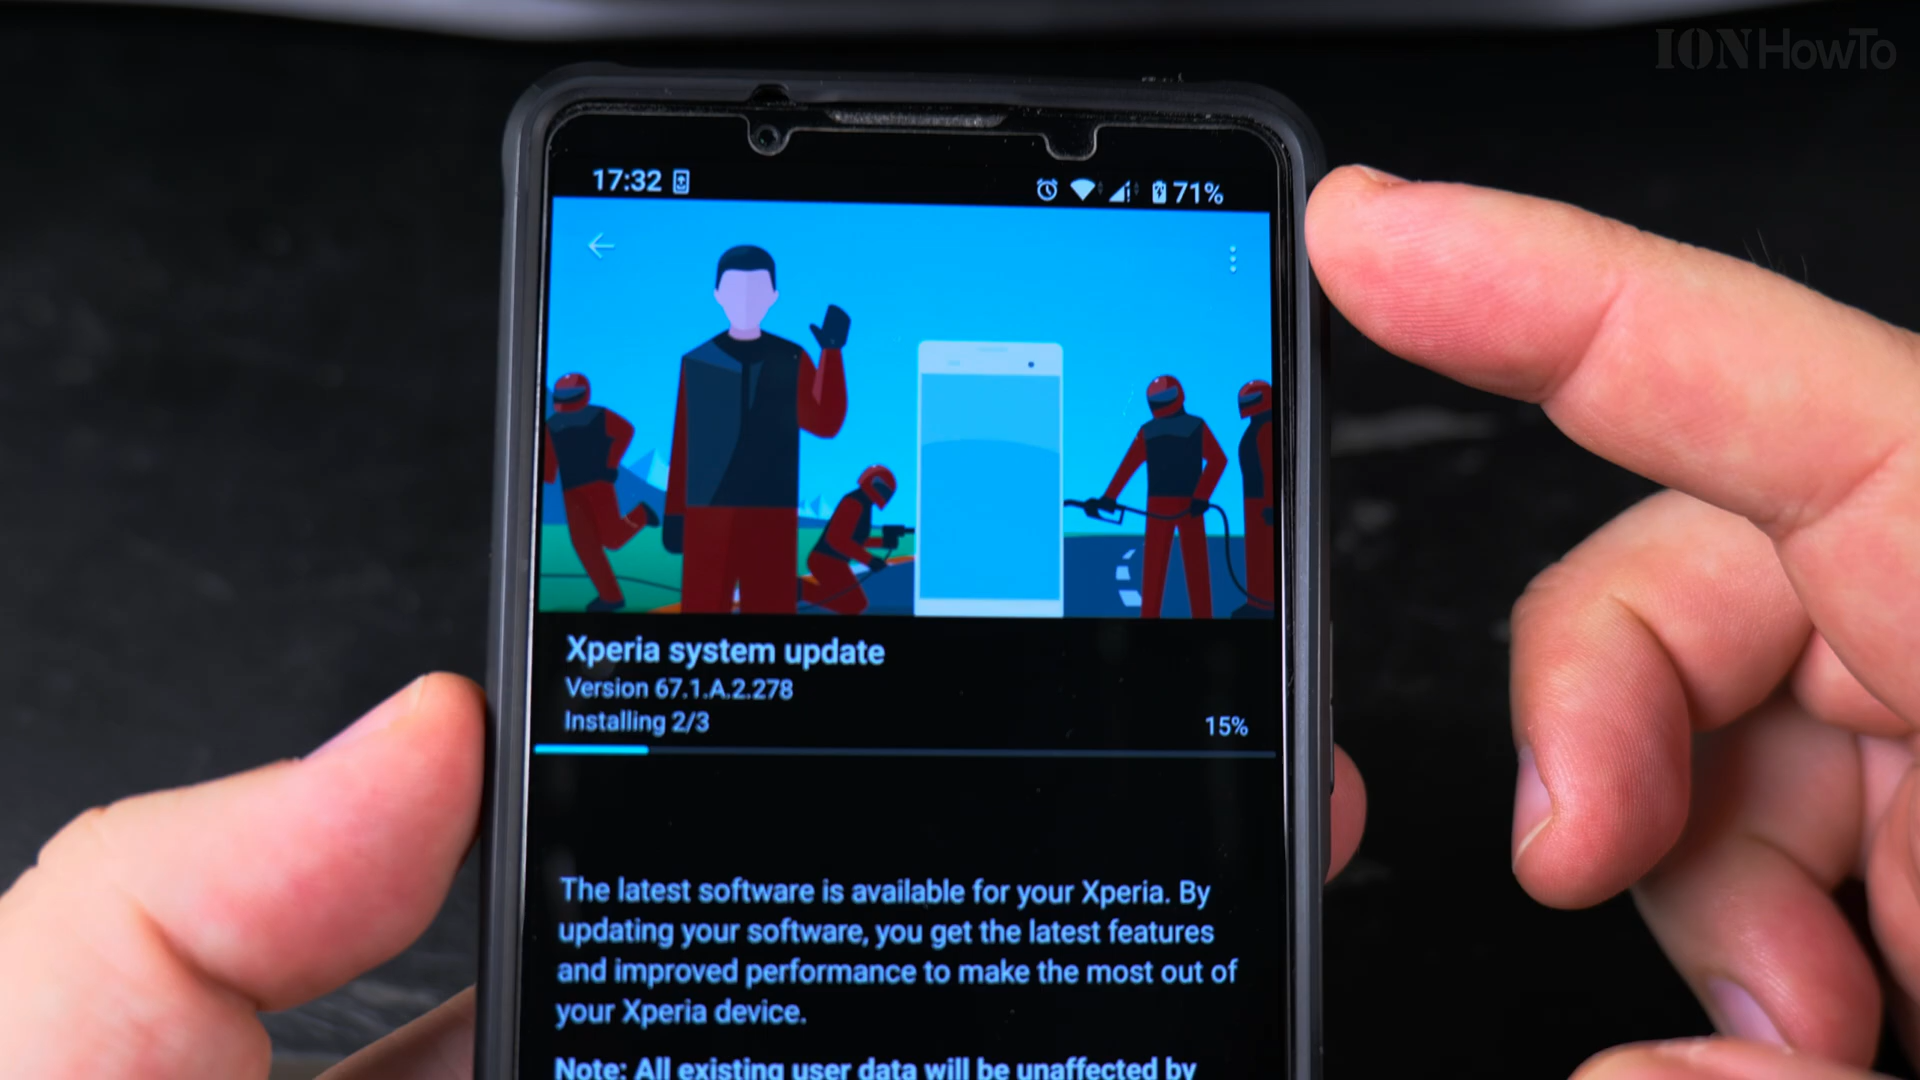 ION HowTo
17:32
71%
Xperia system update
Version 67.1.A.2.278
Installing 2/3
15%
The latest software is available for your Xperia. By
updating your software, you get the latest features
and improved performance to make the most out of
your Xperia device.
Note: All existing user data will be unaffected by